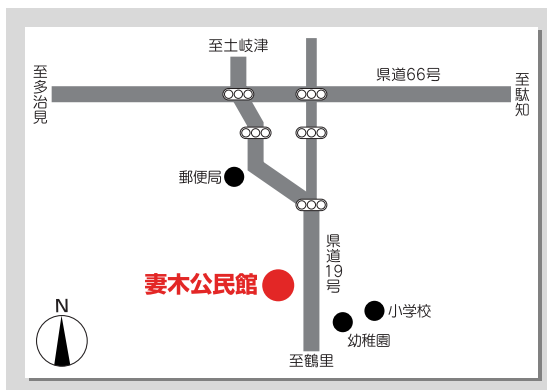 至土岐津
県道66号
至多治見
至駄知
郵便局
県道19号
妻木公民館
小学校
幼稚園
至鶴里
N